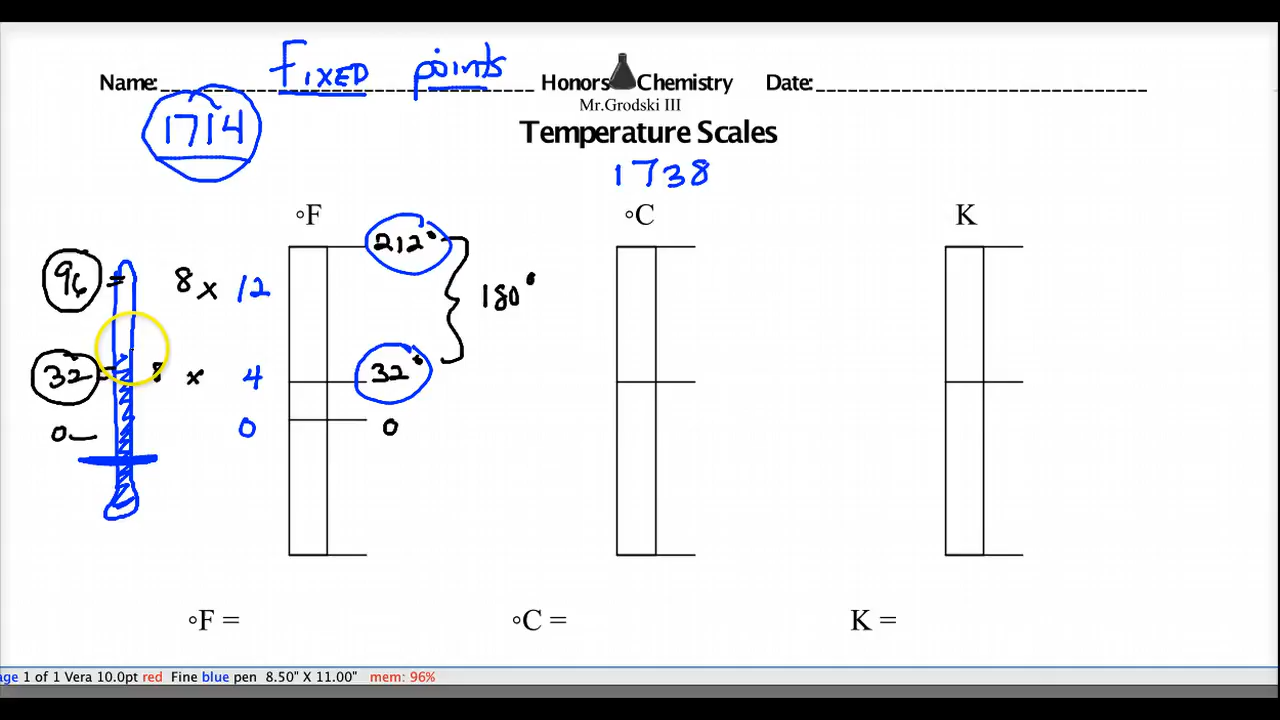 Fixed points
Name: Honors Chemistry Date:
Mr.Grodski III
1714
Temperature Scales
1738
°F °C K
212°
96 = 8 x 12
180°
32 = 8 x 4 32°
0 0 0
°F = °C = K =
age 1 of 1 Vera 10.0pt red Fine blue pen 8.50" X 11.00" mem: 96%